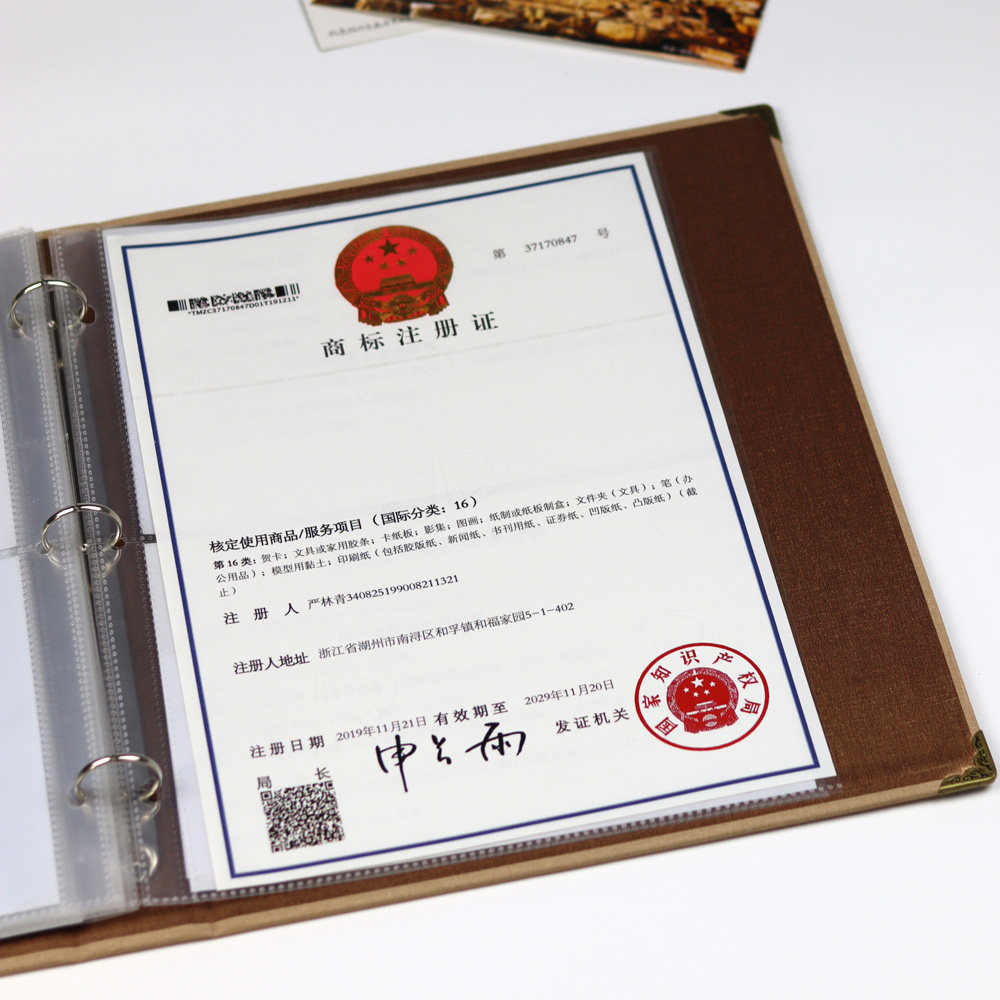 第 37170847 号
*TMZC37170847D01T191211*
商标注册证
核定使用商品/服务项目（国际分类：16）
第16类：贺卡；文具或家用胶条；卡纸板；影集；图画；纸制或纸板制盒；文件夹（文具）；笔（办
公用品）；模型用黏土；印刷纸（包括胶版纸、新闻纸、书刊用纸、证券纸、凹版纸、凸版纸）（截
止）
注 册 人 严林青340825199008211321
注册人地址 浙江省湖州市南浔区和孚镇和福家园5-1-402
注册日期 2019年11月21日 有效期至 2029年11月20日
局 长 申长雨 发证机关
国家知识产权局